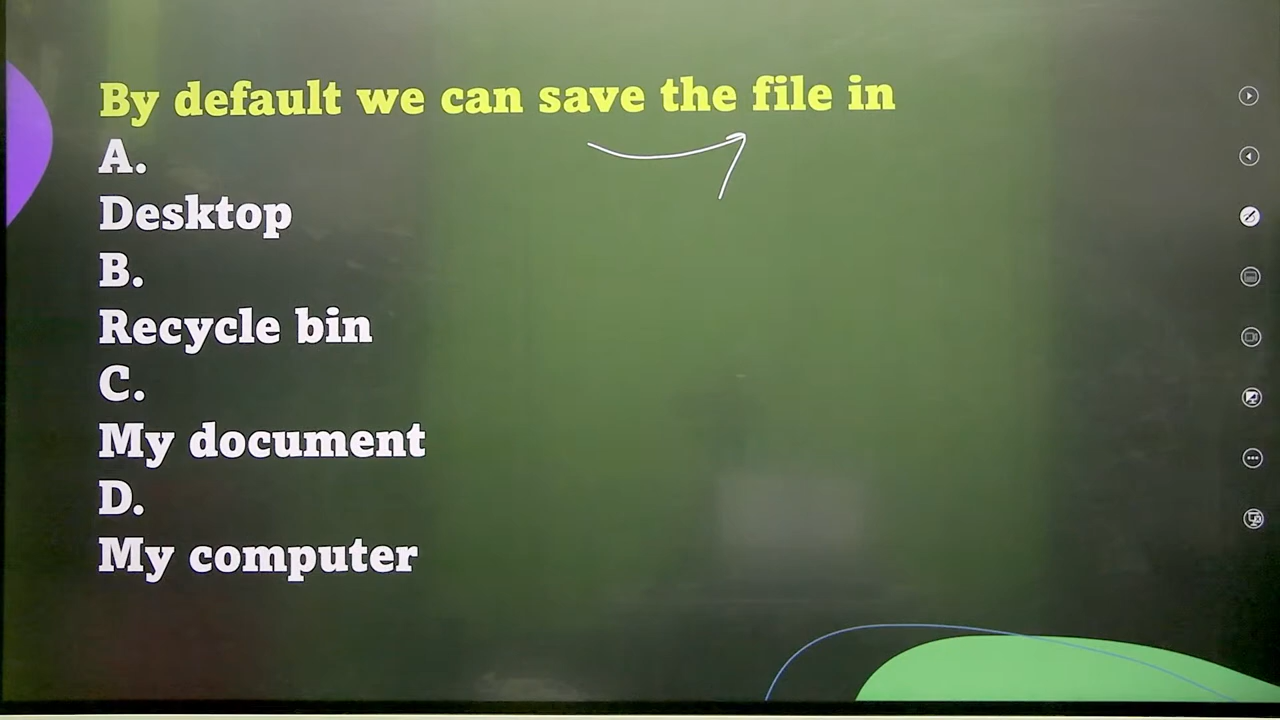 By default we can save the file in
A.
Desktop
B.
Recycle bin
C.
My document
D.
My computer